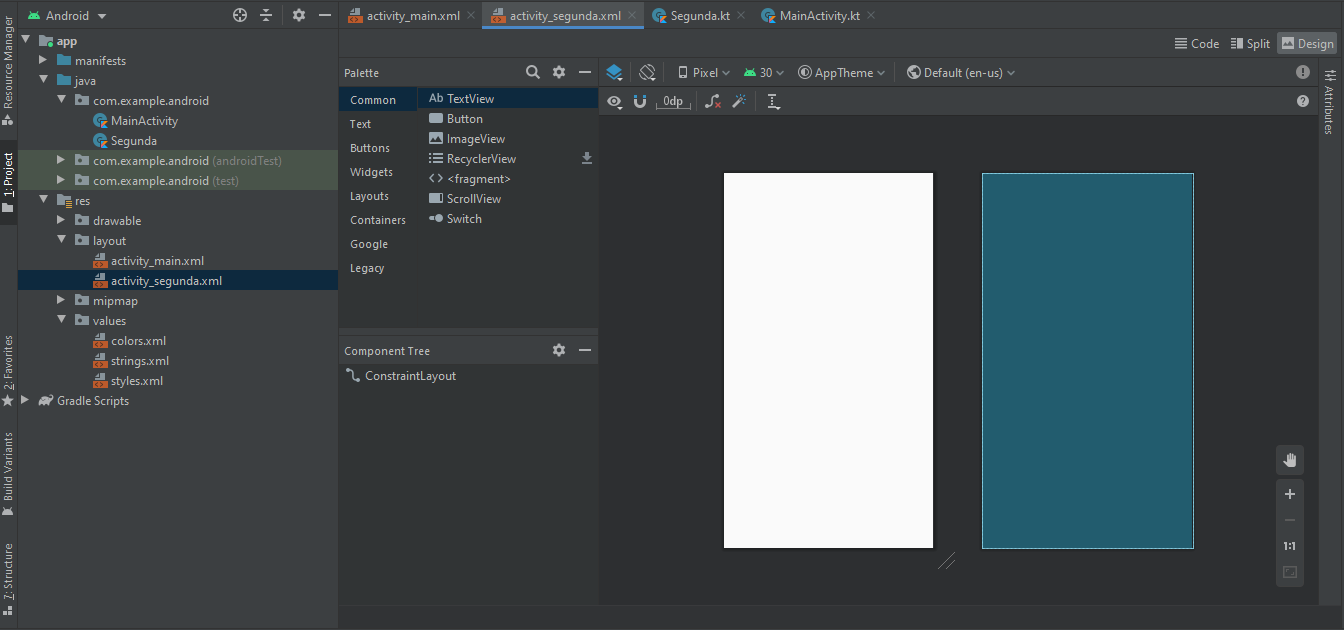 Android
activity_main.xml
activity_segunda.xml
Segunda.kt
MainActivity.kt
Code
Split
Design
Resource Manager
1: Project
2: Favorites
Build Variants
7: Structure
app
manifests
java
com.example.android
MainActivity
Segunda
com.example.android (androidTest)
com.example.android (test)
res
drawable
layout
activity_main.xml
activity_segunda.xml
mipmap
values
colors.xml
strings.xml
styles.xml
Gradle Scripts
Palette
Common
Text
Buttons
Widgets
Layouts
Containers
Google
Legacy
Ab TextView
Button
ImageView
RecyclerView
<> <fragment>
ScrollView
Switch
Component Tree
ConstraintLayout
Pixel
30
AppTheme
Default (en-us)
0dp
Attributes
1:1